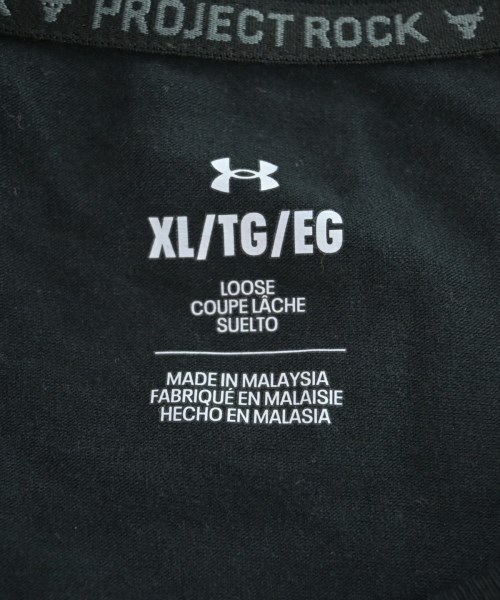 PROJECT ROCK
XL/TG/EG
LOOSE
COUPE LÂCHE
SUELTO
MADE IN MALAYSIA
FABRIQUÉ EN MALAISIE
HECHO EN MALASIA